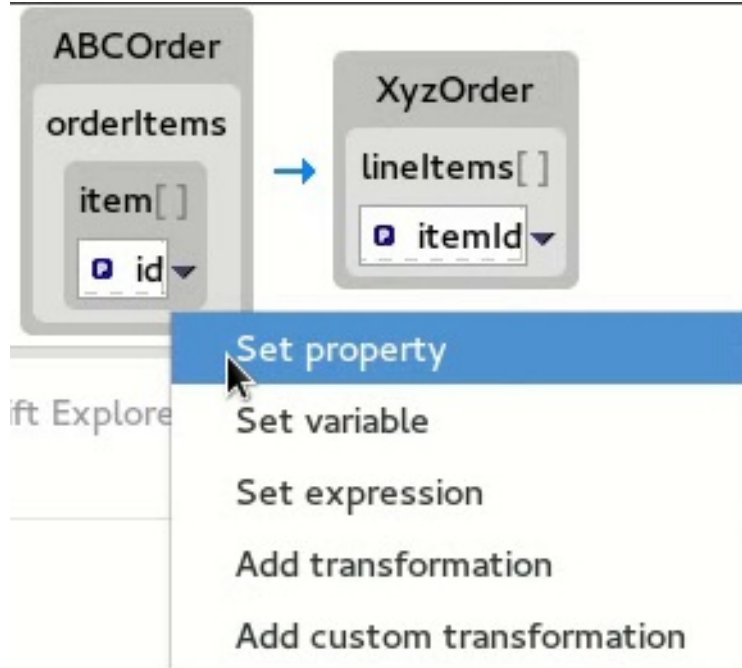 ABCOrder
orderItems
item[ ]
id
XyzOrder
lineItems[ ]
itemId
ift Explore
Set property
Set variable
Set expression
Add transformation
Add custom transformation